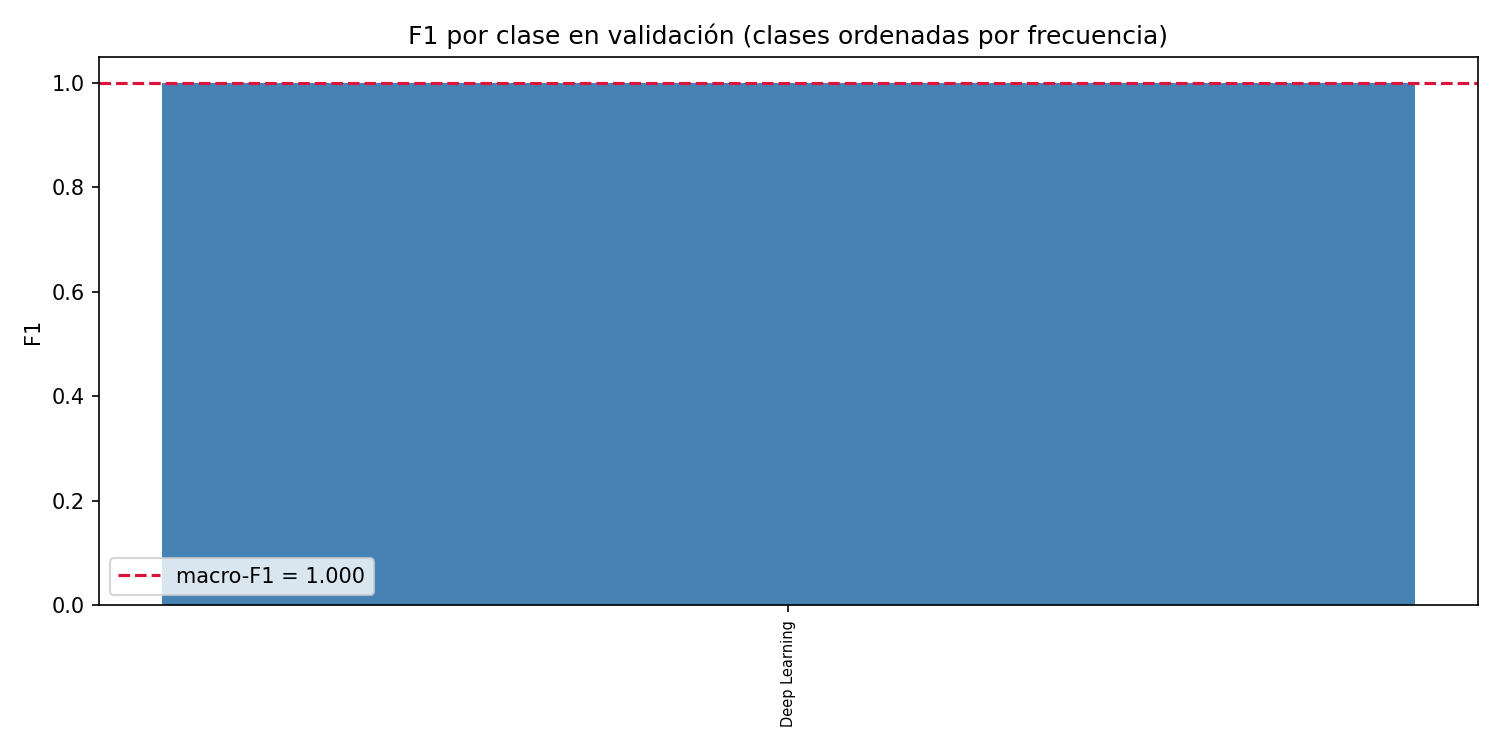 F1 por clase en validación (clases ordenadas por frecuencia)
F1
1.0
0.8
0.6
0.4
0.2
0.0
macro-F1 = 1.000
Deep Learning